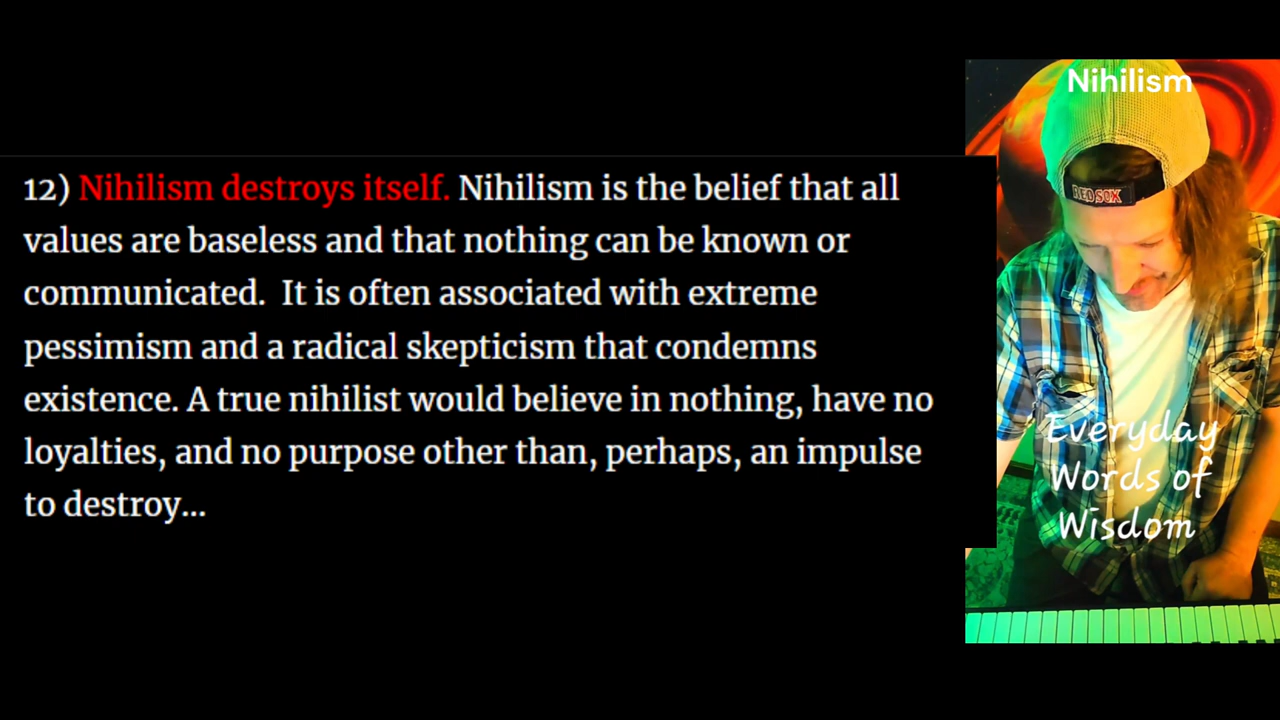 Nihilism
12) Nihilism destroys itself. Nihilism is the belief that all
values are baseless and that nothing can be known or
communicated.  It is often associated with extreme
pessimism and a radical skepticism that condemns
existence. A true nihilist would believe in nothing, have no
loyalties, and no purpose other than, perhaps, an impulse
to destroy...
RED SOX
Everyday
Words of
Wisdom